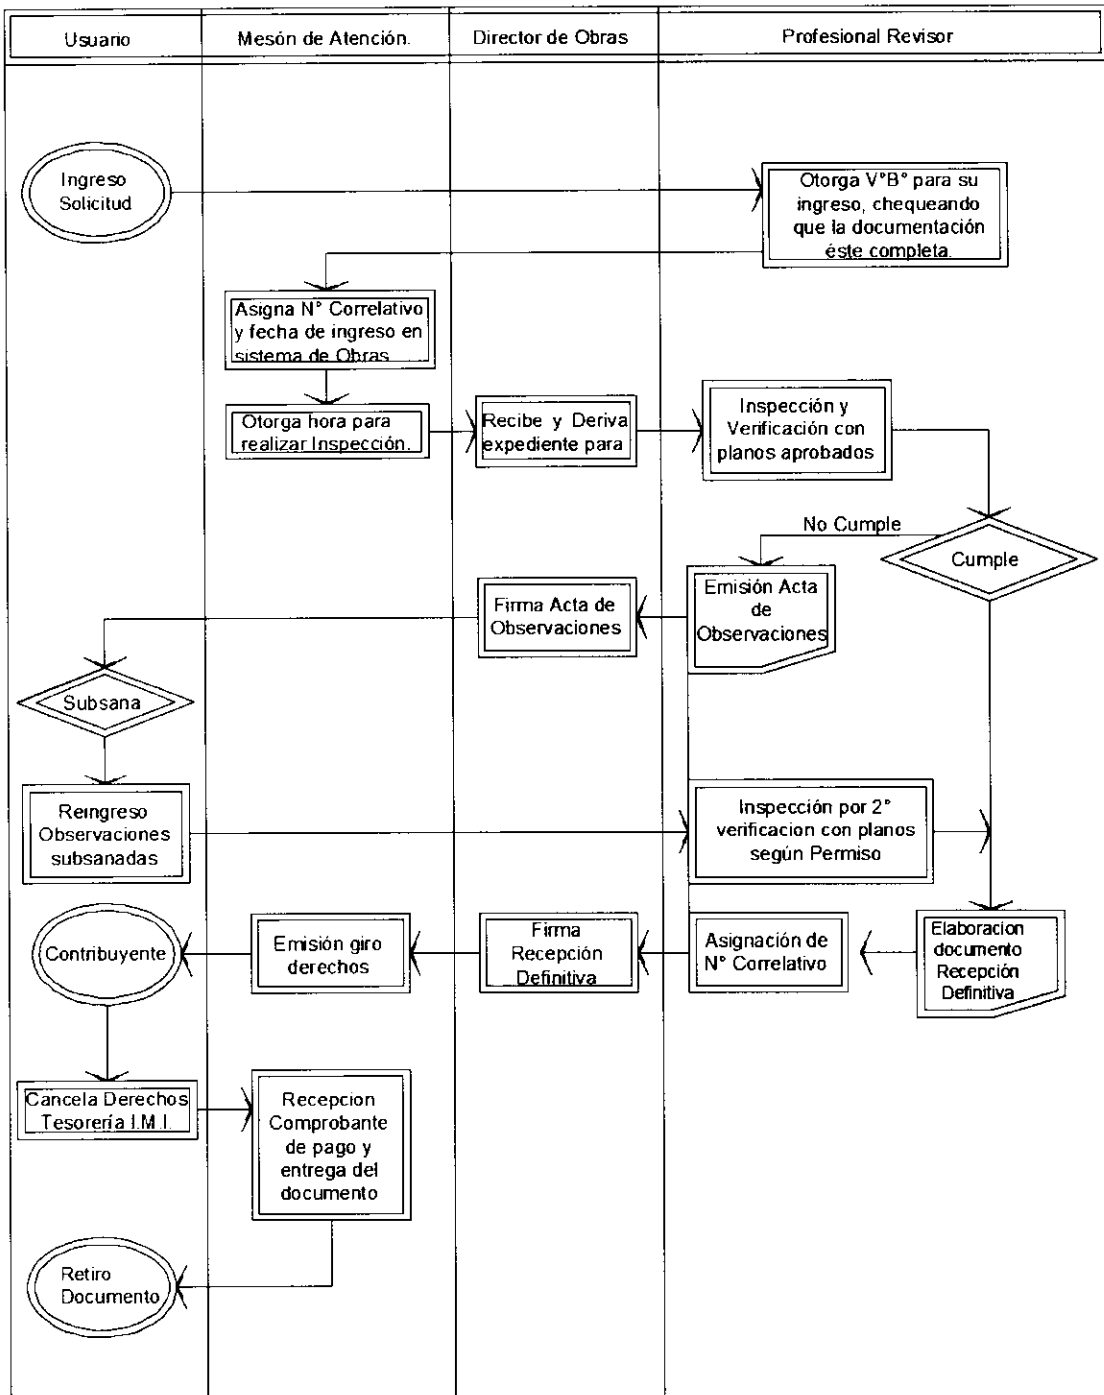 Usuario
Mesón de Atención.
Director de Obras
Profesional Revisor
Ingreso
Solicitud
Otorga V°B° para su
ingreso, chequeando
que la documentación
éste completa.
Asigna N° Correlativo
y fecha de ingreso en
sistema de Obras
Otorga hora para
realizar Inspección.
Recibe y Deriva
expediente para
Inspección y
Verificación con
planos aprobados
No Cumple
Cumple
Emisión Acta
de
Observaciones
Firma Acta de
Observaciones
Subsana
Reingreso
Observaciones
subsanadas
Inspección por 2°
verificacion con planos
según Permiso
Elaboracion
documento
Recepción
Definitiva
Asignación de
N° Correlativo
Firma
Recepción
Definitiva
Emisión giro
derechos
Contribuyente
Cancela Derechos
Tesorería I.M.I.
Recepcion
Comprobante
de pago y
entrega del
documento
Retiro
Documento